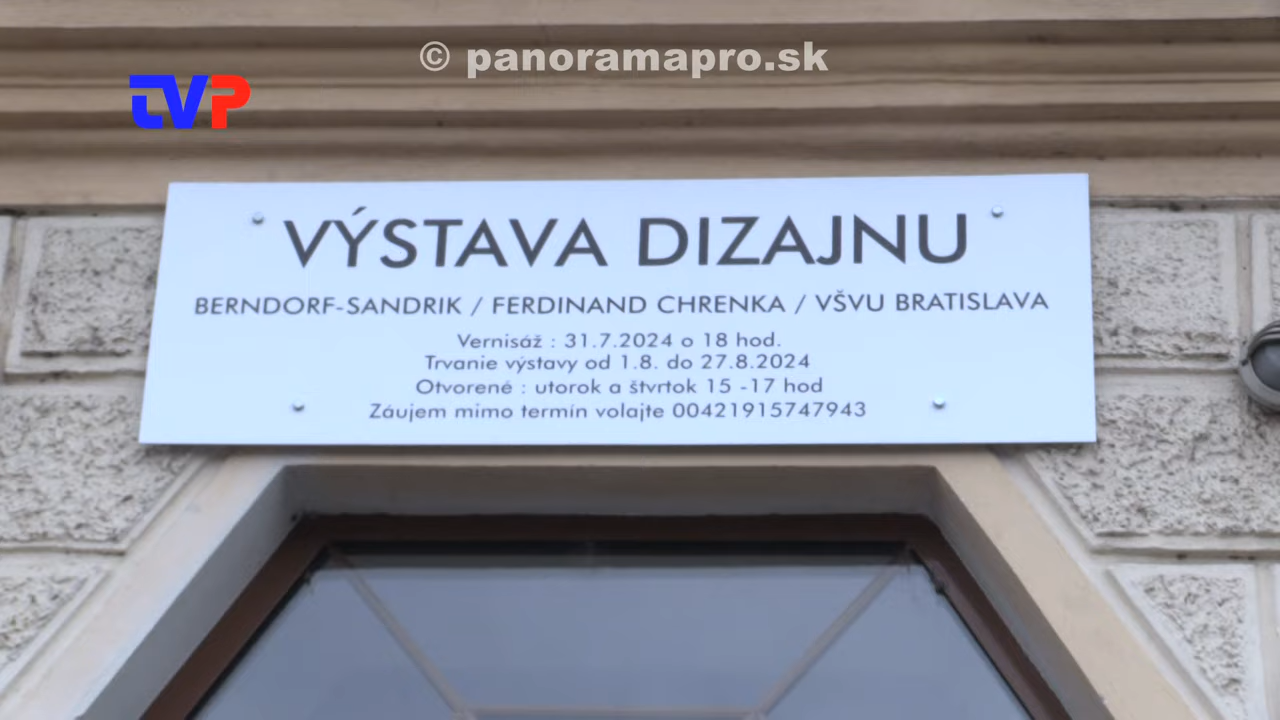 © panoramapro.sk
TVP
VÝSTAVA DIZAJNU
BERNDORF-SANDRIK / FERDINAND CHRENKA / VŠVU BRATISLAVA
Vernisáž : 31.7.2024 o 18 hod.
Trvanie výstavy od 1.8. do 27.8.2024
Otvorené : utorok a štvrtok 15 -17 hod
Záujem mimo termín volajte 00421915747943